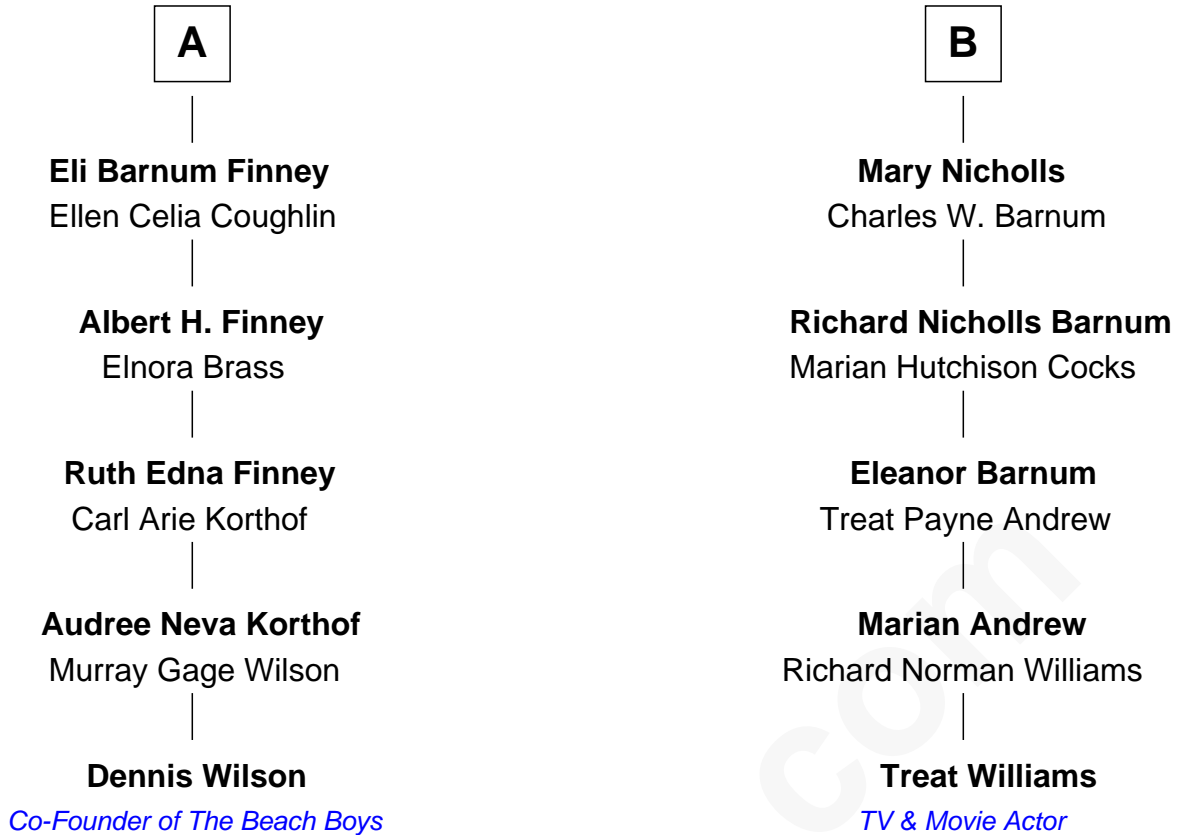 A
Eli Barnum Finney
Ellen Celia Coughlin
Albert H. Finney
Elnora Brass
Ruth Edna Finney
Carl Arie Korthof
Audree Neva Korthof
Murray Gage Wilson
Dennis Wilson
Co-Founder of The Beach Boys
B
Mary Nicholls
Charles W. Barnum
Richard Nicholls Barnum
Marian Hutchison Cocks
Eleanor Barnum
Treat Payne Andrew
Marian Andrew
Richard Norman Williams
Treat Williams
TV & Movie Actor
com